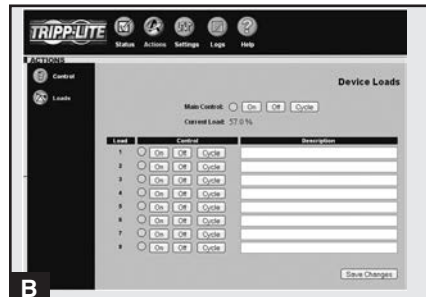 TRIPP·LITE
Status Actions Settings Logs Help
ACTIONS
Control
Loads
Device Loads
Main Control: On Off Cycle
Current Load: 57.0 %
Load Control Description
1 On Off Cycle
2 On Off Cycle
3 On Off Cycle
4 On Off Cycle
5 On Off Cycle
6 On Off Cycle
7 On Off Cycle
8 On Off Cycle
Save Changes
B